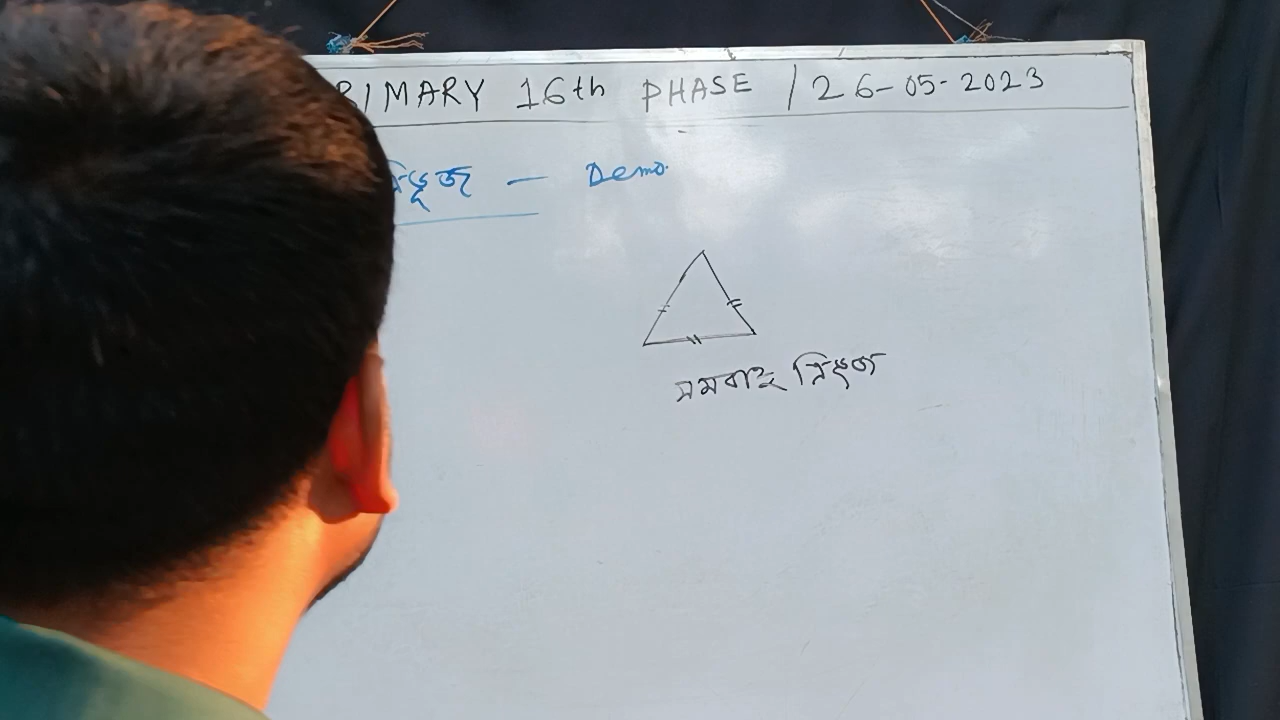 RIMARY 16th PHASE / 26-05-2023
ত্রিভূজ — Demo.
সমবাহু ত্রিভূজ